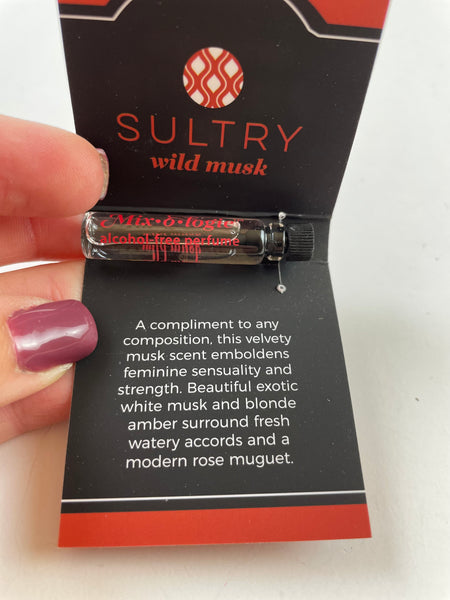 SULTRY
wild musk
Mix•o•logie
alcohol-free perfume
A compliment to any
composition, this velvety
musk scent emboldens
feminine sensuality and
strength. Beautiful exotic
white musk and blonde
amber surround fresh
watery accords and a
modern rose muguet.